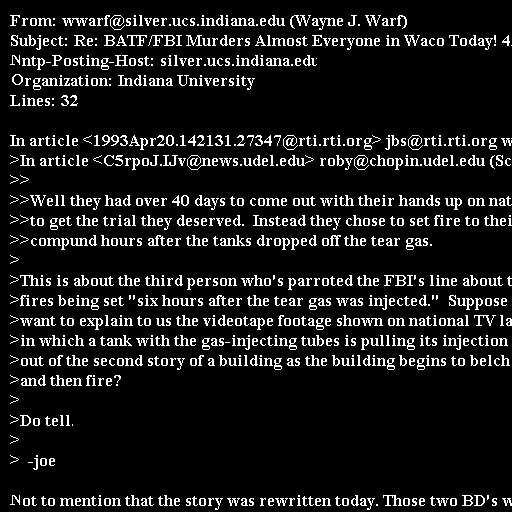 From: wwarf@silver.ucs.indiana.edu (Wayne J. Warf)
Subject: Re: BATF/FBI Murders Almost Everyone in Waco Today! 4
Nntp-Posting-Host: silver.ucs.indiana.edu
Organization: Indiana University
Lines: 32

In article <1993Apr20.142131.27347@rti.rti.org> jbs@rti.rti.org w
>In article <C5rpoJ.IJv@news.udel.edu> roby@chopin.udel.edu (Sc
>>
>>Well they had over 40 days to come out with their hands up on nat
>>to get the trial they deserved.  Instead they chose to set fire to thei
>>compund hours after the tanks dropped off the tear gas.
>
>This is about the third person who's parroted the FBI's line about t
>fires being set "six hours after the tear gas was injected."  Suppose
>want to explain to us the videotape footage shown on national TV la
>in which a tank with the gas-injecting tubes is pulling its injection
>out of the second story of a building as the building begins to belch
>and then fire?
>
>Do tell.
>
>  -joe

Not to mention that the story was rewritten today. Those two BD's w